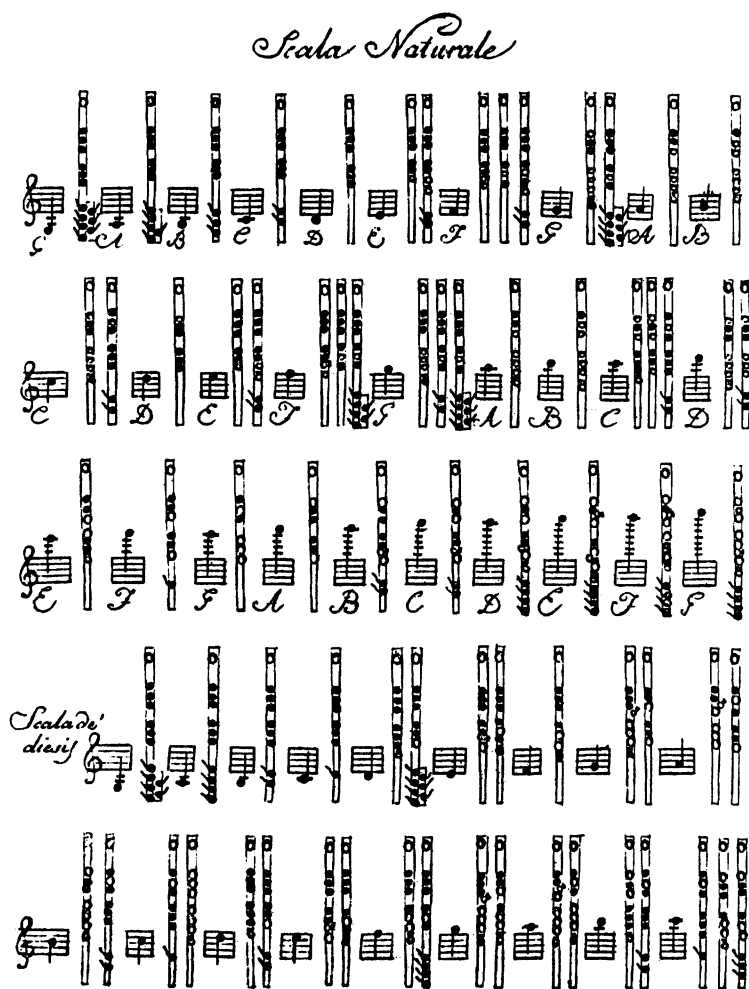 Scala Naturale
G A B C D E F G A B
C D E F G A B C D
E F G A B C D E F G
Scala de'
diesis